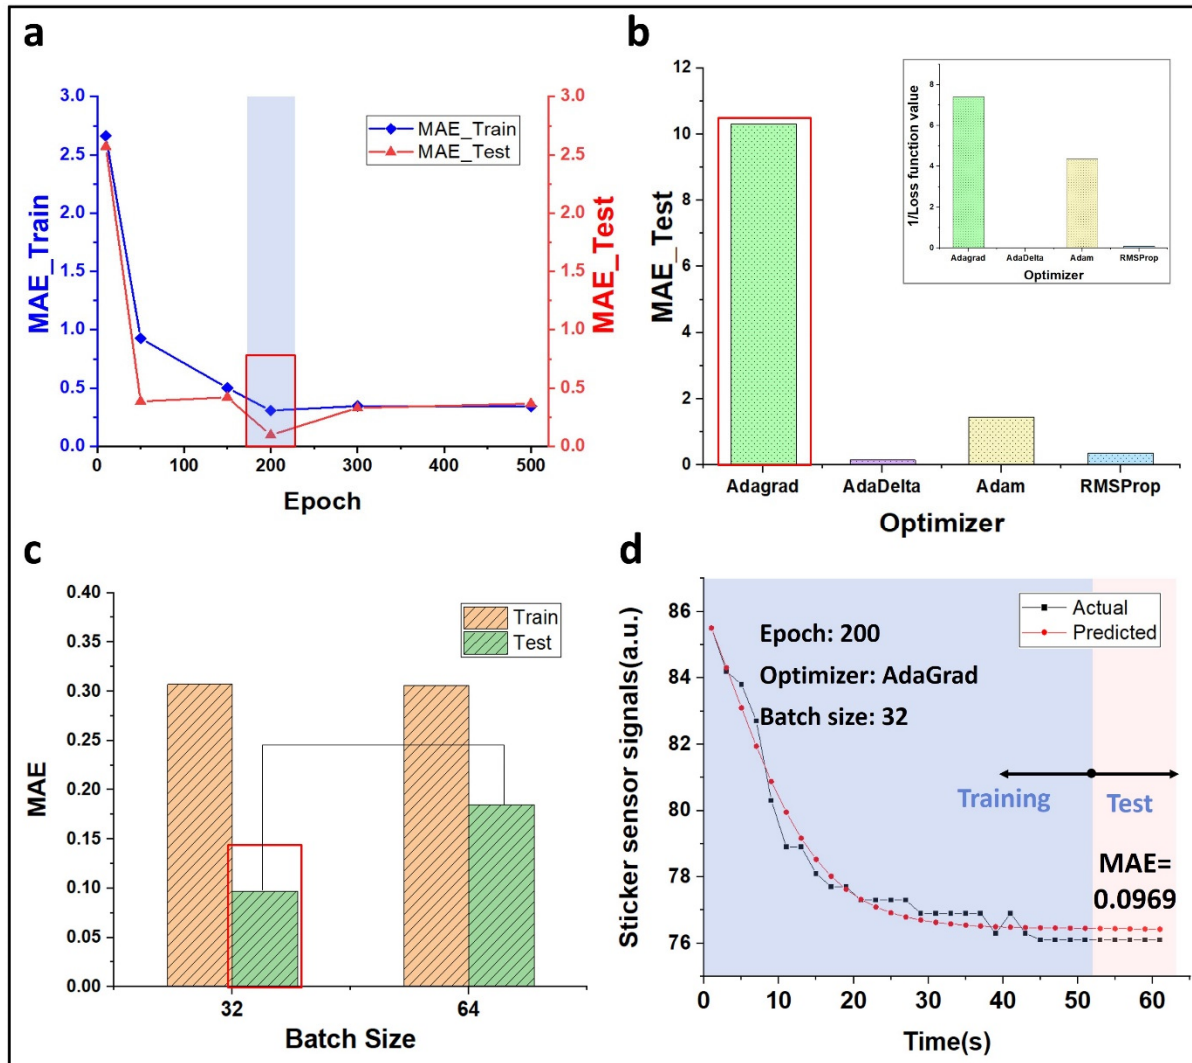 a
3.0
2.5
2.0
1.5
1.0
0.5
0.0
MAE_Train
MAE_Train
MAE_Test
3.0
2.5
2.0
1.5
1.0
0.5
0.0
MAE_Test
0 100 200 300 400 500
Epoch
b
12
10
8
6
4
2
0
MAE_Test
Adagrad AdaDelta Adam RMSProp
Optimizer
8
6
4
2
0
1/Loss function value
Adagrad AdaDelta Adam RMSProp
Optimizer
c
0.40
0.35
0.30
0.25
0.20
0.15
0.10
0.05
0.00
MAE
Train
Test
32 64
Batch Size
d
86
84
82
80
78
76
Sticker sensor signals(a.u.)
Actual
Predicted
Epoch: 200
Optimizer: AdaGrad
Batch size: 32
Training Test
MAE=
0.0969
0 10 20 30 40 50 60
Time(s)